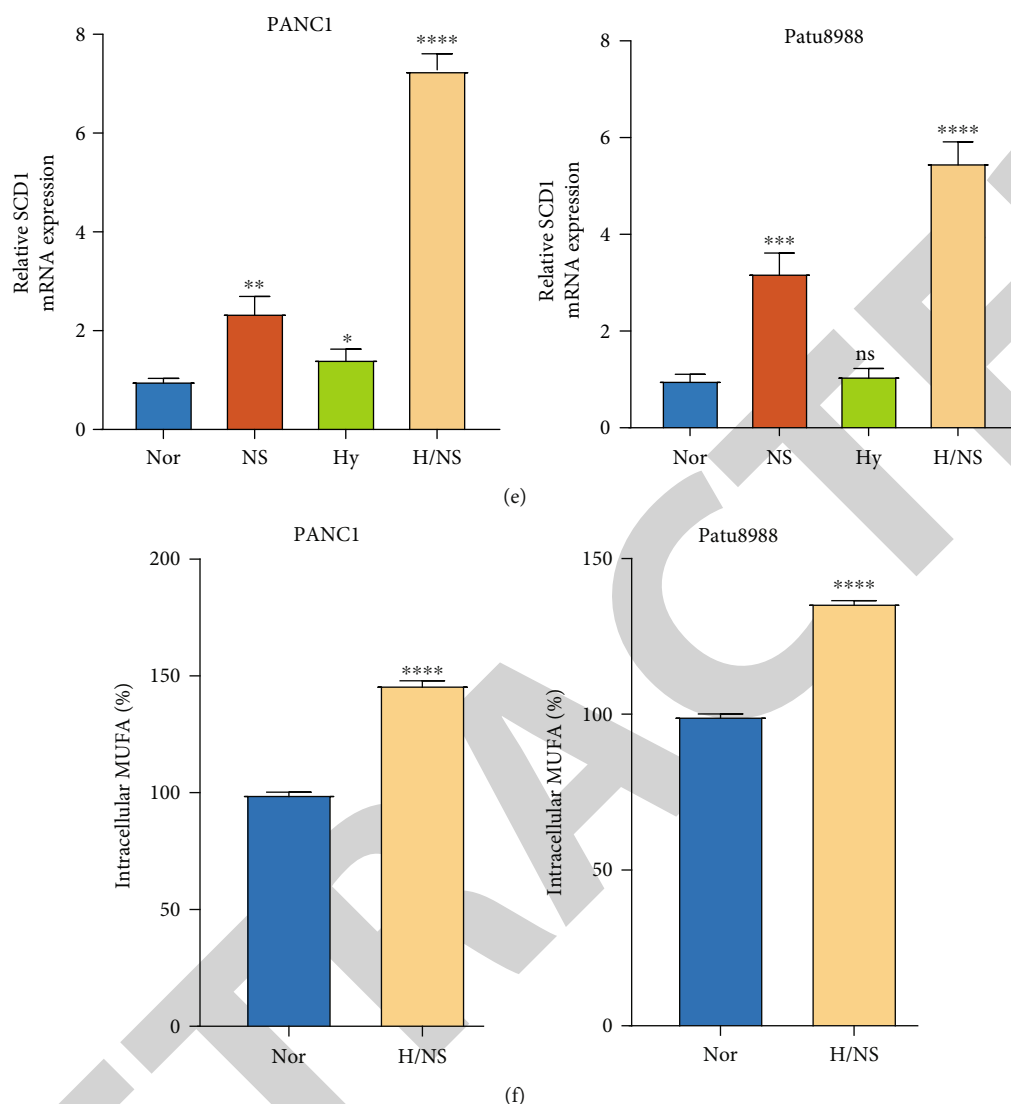 PANC1
Relative SCD1
mRNA expression
8
6
4
2
0
**
*
****
Nor NS Hy H/NS
Patu8988
Relative SCD1
mRNA expression
8
6
4
2
0
***
ns
****
Nor NS Hy H/NS
(e)
PANC1
Intracellular MUFA (%)
200
150
100
50
0
****
Nor H/NS
Patu8988
Intracellular MUFA (%)
150
100
50
0
****
Nor H/NS
(f)